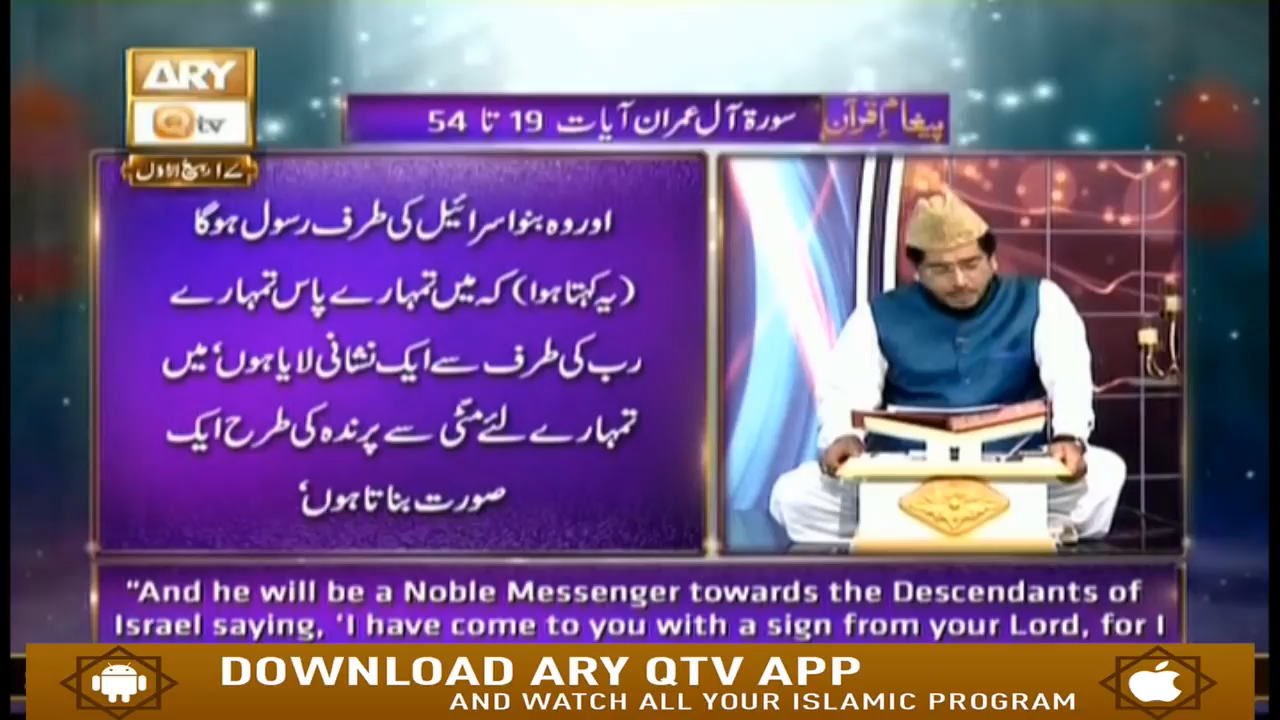 ARY
Qtv
۱۷ ربیع الاوّل
پیغامِ قرآن
سورۃ آل عمران آیات 19 تا 54
اور وہ بنو اسرائیل کی طرف رسول ہوگا
(یہ کہتا ہوا) کہ میں تمہارے پاس تمہارے
رب کی طرف سے ایک نشانی لایا ہوں‘ میں
تمہارے لئے مٹی سے پرندہ کی طرح ایک
صورت بناتا ہوں‘
"And he will be a Noble Messenger towards the Descendants of
Israel saying, 'I have come to you with a sign from your Lord, for I
DOWNLOAD ARY QTV APP
AND WATCH ALL YOUR ISLAMIC PROGRAM